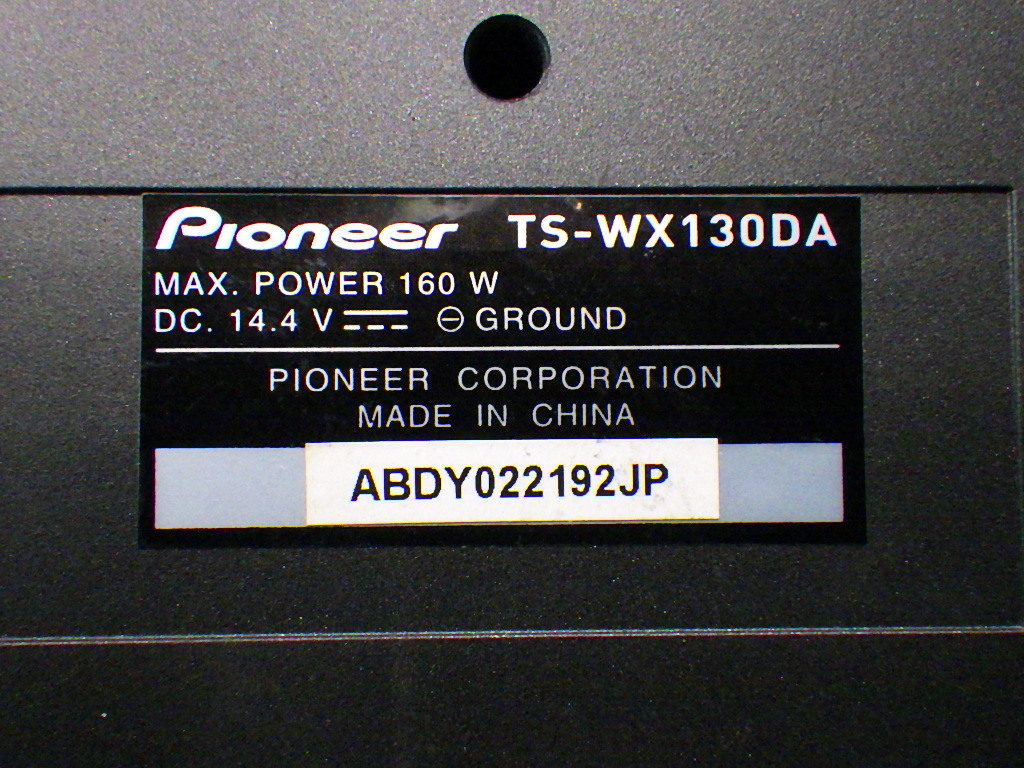 Pioneer TS-WX130DA
MAX. POWER 160 W
DC. 14.4 V ⎓ ⊖ GROUND
PIONEER CORPORATION
MADE IN CHINA
ABDY022192JP